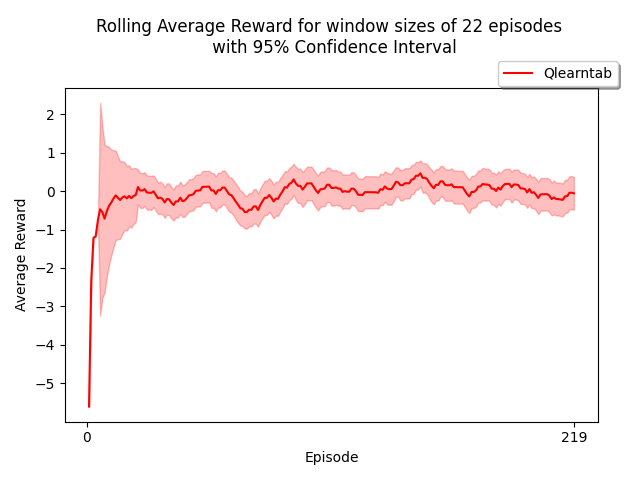 Rolling Average Reward for window sizes of 22 episodes
with 95% Confidence Interval
Qlearntab
Average Reward
2
1
0
−1
−2
−3
−4
−5
0
219
Episode